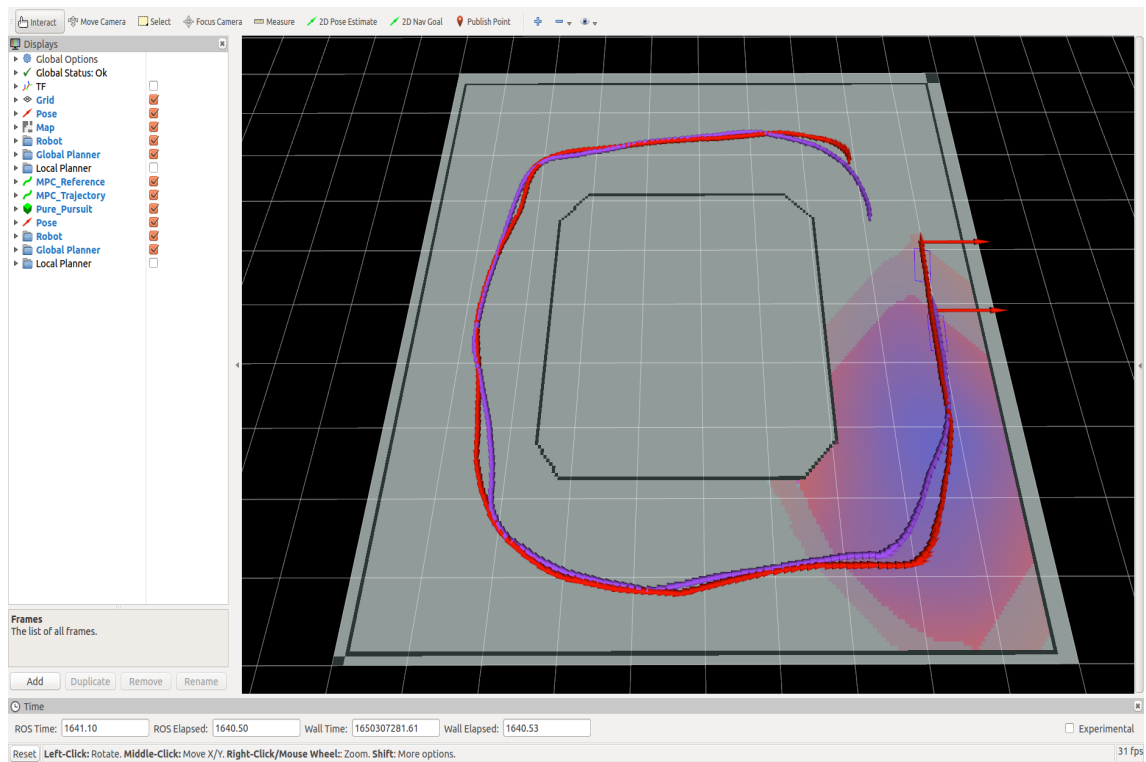 Interact Move Camera Select Focus Camera Measure 2D Pose Estimate 2D Nav Goal Publish Point
Displays
Global Options
Global Status: Ok
TF
Grid
Pose
Map
Robot
Global Planner
Local Planner
MPC_Reference
MPC_Trajectory
Pure_Pursuit
Pose
Robot
Global Planner
Local Planner
Frames
The list of all frames.
Add Duplicate Remove Rename
Time
ROS Time: 1641.10 ROS Elapsed: 1640.50 Wall Time: 1650307281.61 Wall Elapsed: 1640.53 Experimental
Reset Left-Click: Rotate. Middle-Click: Move X/Y. Right-Click/Mouse Wheel:: Zoom. Shift: More options. 31 fps